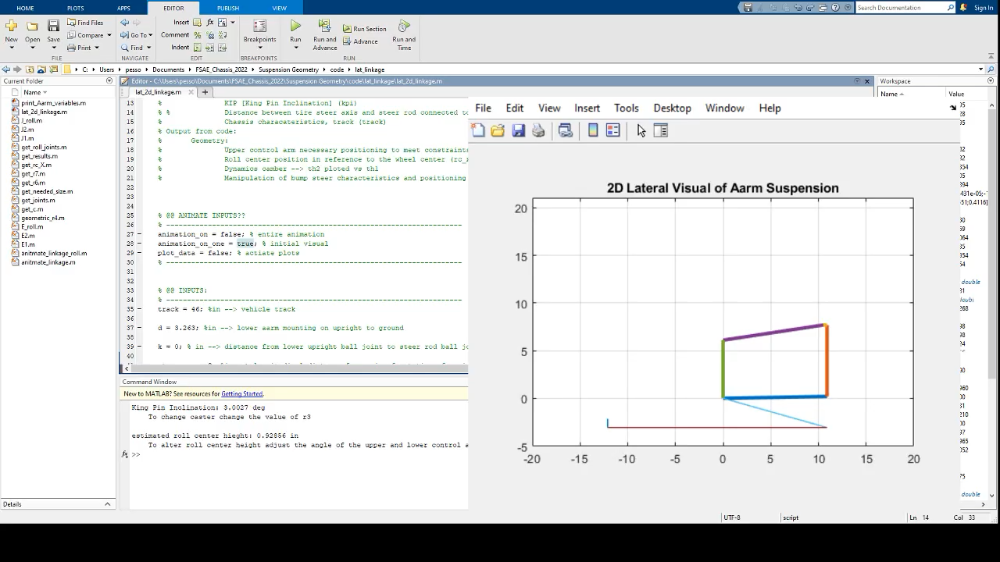 HOME PLOTS APPS EDITOR PUBLISH VIEW Search Documentation Sign In
New Open Save Find Files Compare Print Go To Find Insert Comment Indent Breakpoints Run Run and Advance Run Section Advance Run and Time
FILE NAVIGATE EDIT BREAKPOINTS RUN
C: Users pesso Documents FSAE_Chassis_2022 Suspension Geometry code lat_linkage
Current Folder
Name
print_Aarm_variables.m
lat_2d_linkage.m
J_roll.m
J2.m
J1.m
get_roll_joints.m
get_results.m
get_rc_X.m
get_r7.m
get_r6.m
get_needed_size.m
get_joints.m
get_c.m
geometric_r4.m
E_roll.m
E2.m
E1.m
anitmate_linkage_roll.m
anitmate_linkage.m
Details
Editor - C:\Users\pesso\Documents\FSAE_Chassis_2022\Suspension Geometry\code\lat_linkage\lat_2d_linkage.m
lat_2d_linkage.m
13 % KIP [King Pin Inclination] (kpi)
14 % % Distance between tire steer axis and steer rod connected to
15 % Chassis characateristics, track (track)
16 % Output from code:
17 % Geometry:
18 % Upper control arm necessary positioning to meet constraints
19 % Roll center position in reference to the wheel center (rc_x
20 % Dynamics camber --> th2 ploted vs th1
21 % Manipulation of bump steer characteristics and positioning
22
23
24
25 % @@ ANIMATE INPUTS??
26 % ------------------------------------------------------------------------
27 animation_on = false; % entire animation
28 animation_on_one = true; % initial visual
29 plot_data = false; % actiate plots
30 % ------------------------------------------------------------------------
31
32
33 % @@ INPUTS:
34 % ------------------------------------------------------------------------
35 track = 46; %in --> vehicle track
36
37 d = 3.263; %in --> lower aarm mounting on upright to ground
38
39 k = 0; % in --> distance from lower upright ball joint to steer rod ball jo
40
Command Window
New to MATLAB? See resources for Getting Started.
King Pin Inclination: 3.0027 deg
To change caster change the value of r3
estimated roll center hieght: 0.92856 in
To alter roll center height adjust the angle of the upper and lower control a
fx >>
File Edit View Insert Tools Desktop Window Help
2D Lateral Visual of Aarm Suspension
20
15
10
5
0
-5
-20 -15 -10 -5 0 5 10 15 20
Workspace
Name Value
UTF-8 script Ln 14 Col 33